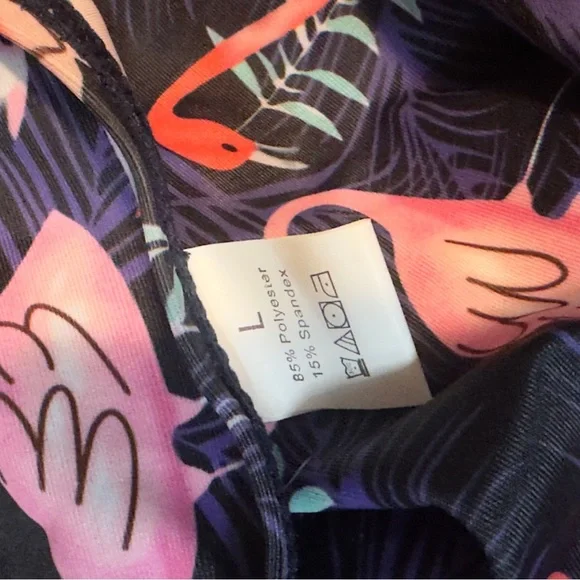 L
85% Polyester
15% Spandex